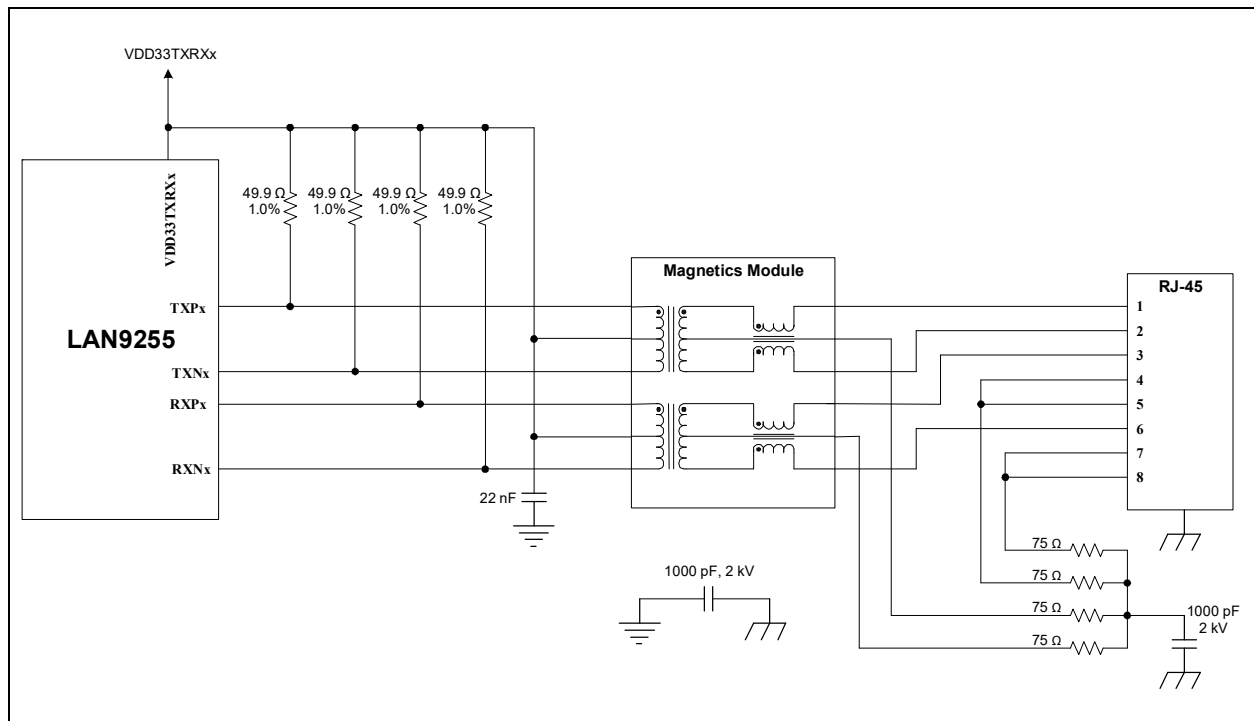 VDD33TXRXx
VDD33TXRXx
49.9 Ω
1.0%
49.9 Ω
1.0%
49.9 Ω
1.0%
49.9 Ω
1.0%
LAN9255
TXPx
TXNx
RXPx
RXNx
22 nF
Magnetics Module
RJ-45
1
2
3
4
5
6
7
8
75 Ω
75 Ω
75 Ω
75 Ω
1000 pF, 2 kV
1000 pF
2 kV